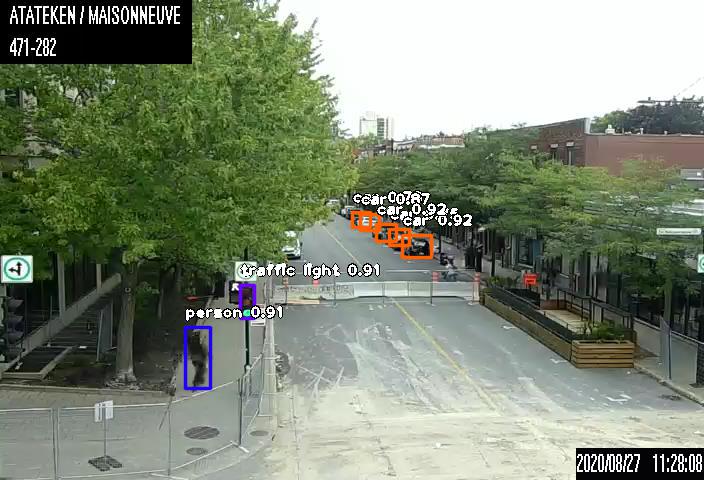 ATATEKEN / MAISONNEUVE
471-282
car 0.87
car 0.92
car 0.92
traffic light 0.91
person 0.91
2020/08/27 11:28:08